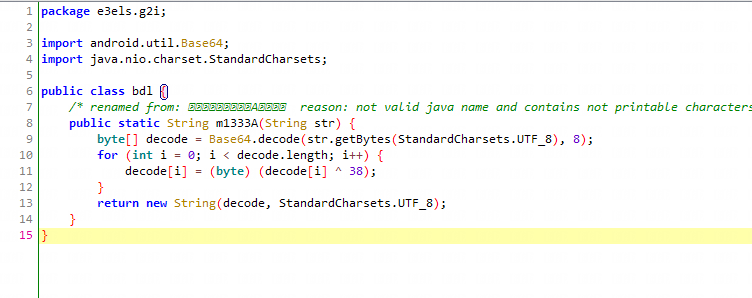 1 package e3els.g2i;
2
3 import android.util.Base64;
4 import java.nio.charset.StandardCharsets;
5
6 public class bdl {
7 /* renamed from: A reason: not valid java name and contains not printable characters
8 public static String m1333A(String str) {
9 byte[] decode = Base64.decode(str.getBytes(StandardCharsets.UTF_8), 8);
10 for (int i = 0; i < decode.length; i++) {
11 decode[i] = (byte) (decode[i] ^ 38);
12 }
13 return new String(decode, StandardCharsets.UTF_8);
14 }
15 }